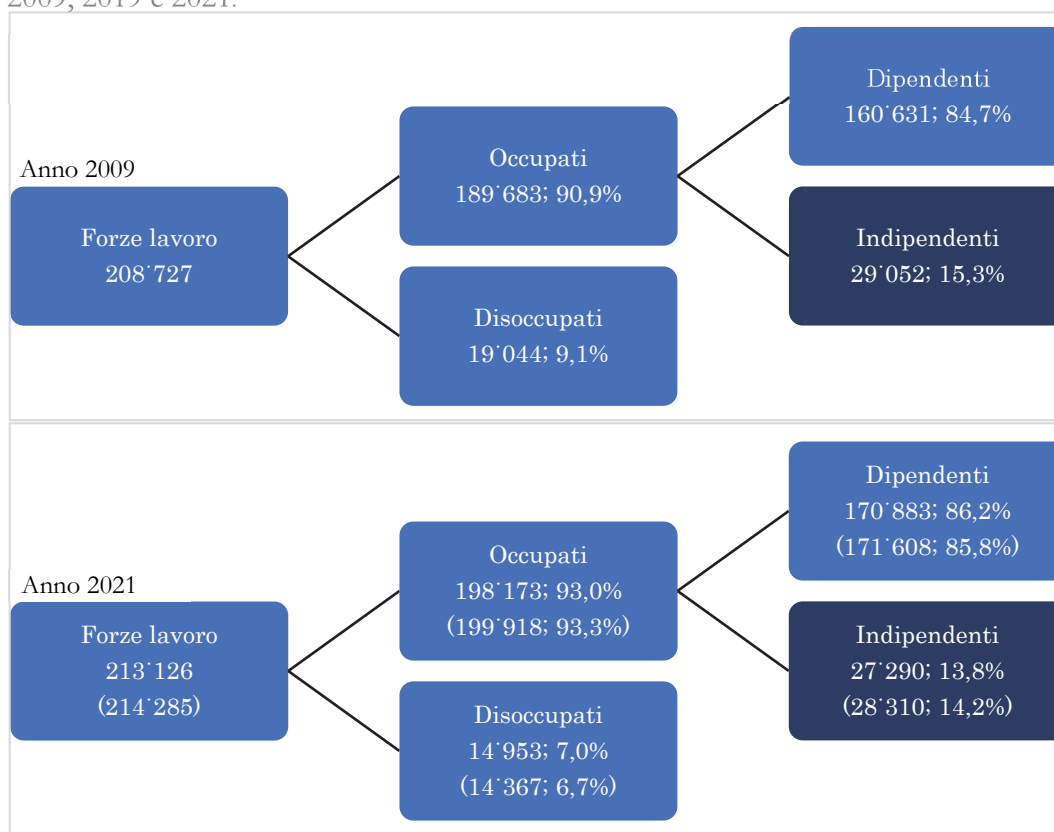 2009, 2019 e 2021.
Dipendenti
160˙631; 84,7%
Occupati
189˙683; 90,9%
Anno 2009
Forze lavoro
208˙727
Indipendenti
29˙052; 15,3%
Disoccupati
19˙044; 9,1%
Dipendenti
170˙883; 86,2%
(171˙608; 85,8%)
Occupati
198˙173; 93,0%
(199˙918; 93,3%)
Anno 2021
Forze lavoro
213˙126
(214˙285)
Indipendenti
27˙290; 13,8%
(28˙310; 14,2%)
Disoccupati
14˙953; 7,0%
(14˙367; 6,7%)